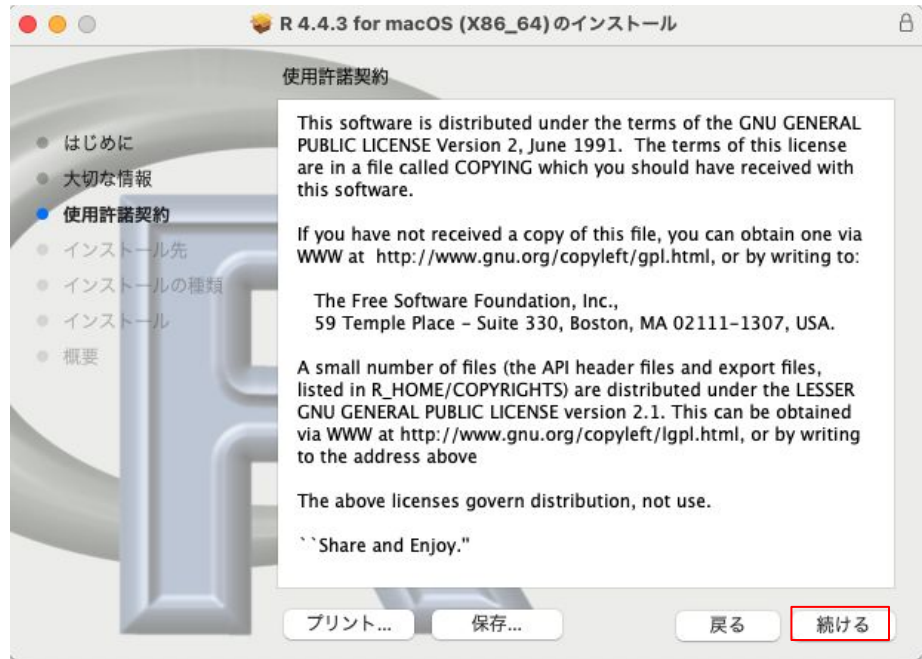 R 4.4.3 for macOS (X86_64)のインストール
使用許諾契約
はじめに
大切な情報
使用許諾契約
インストール先
インストールの種類
インストール
概要
This software is distributed under the terms of the GNU GENERAL
PUBLIC LICENSE Version 2, June 1991.  The terms of this license
are in a file called COPYING which you should have received with
this software.
If you have not received a copy of this file, you can obtain one via
WWW at  http://www.gnu.org/copyleft/gpl.html, or by writing to:
The Free Software Foundation, Inc.,
59 Temple Place – Suite 330, Boston, MA 02111–1307, USA.
A small number of files (the API header files and export files,
listed in R_HOME/COPYRIGHTS) are distributed under the LESSER
GNU GENERAL PUBLIC LICENSE version 2.1. This can be obtained
via WWW at http://www.gnu.org/copyleft/lgpl.html, or by writing
to the address above
The above licenses govern distribution, not use.
``Share and Enjoy."
プリント...
保存...
戻る
続ける